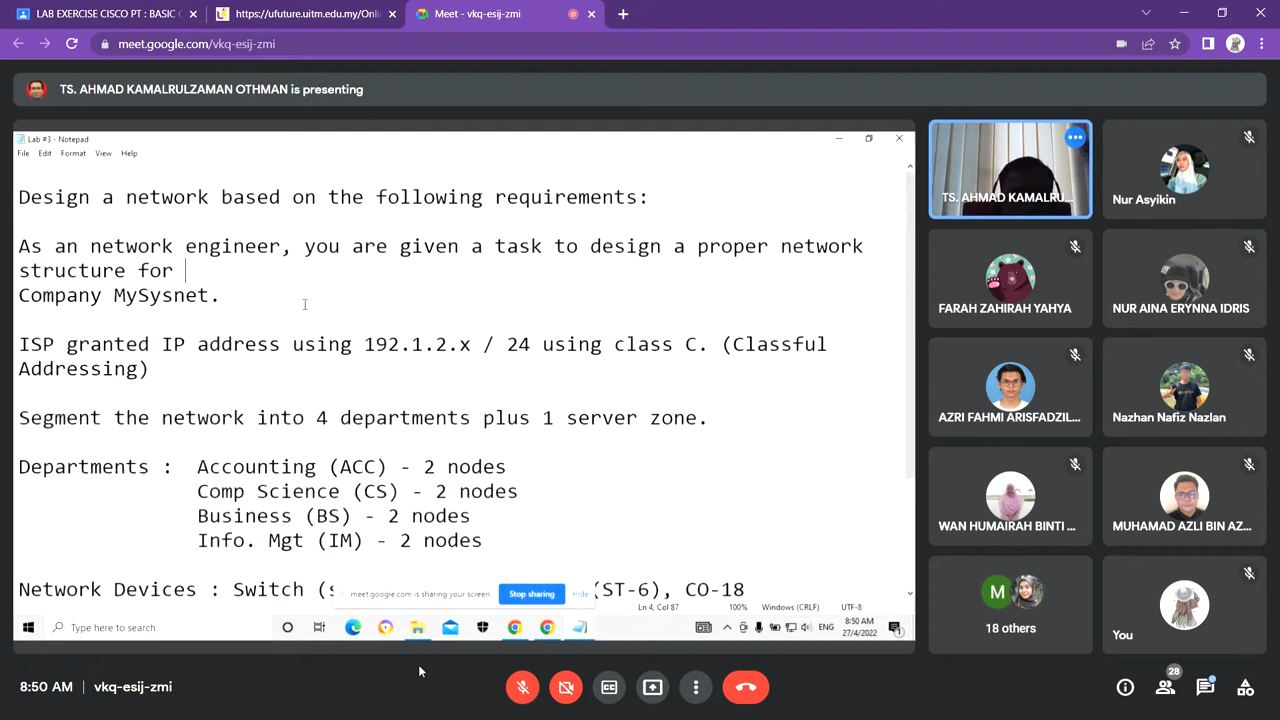 LAB EXERCISE CISCO PT : BASIC C
https://ufuture.uitm.edu.my/Onli
Meet - vkq-esij-zmi
meet.google.com/vkq-esij-zmi
TS. AHMAD KAMALRULZAMAN OTHMAN is presenting
Lab #3 - Notepad
File Edit Format View Help
Design a network based on the following requirements:
As an network engineer, you are given a task to design a proper network
structure for
Company MySysnet.
ISP granted IP address using 192.1.2.x / 24 using class C. (Classful
Addressing)
Segment the network into 4 departments plus 1 server zone.
Departments : Accounting (ACC) - 2 nodes
Comp Science (CS) - 2 nodes
Business (BS) - 2 nodes
Info. Mgt (IM) - 2 nodes
Network Devices : Switch (s (ST-6), CO-18
meet.google.com is sharing your screen. Stop sharing Hide
Ln 4, Col 87 100% Windows (CRLF) UTF-8
Type here to search
ENG
8:50 AM
27/4/2022
1
TS. AHMAD KAMALRU...
Nur Asyikin
FARAH ZAHIRAH YAHYA
NUR AINA ERYNNA IDRIS
AZRI FAHMI ARISFADZIL...
Nazhan Nafiz Nazlan
WAN HUMAIRAH BINTI ...
MUHAMAD AZLI BIN AZ...
M
18 others
You
8:50 AM vkq-esij-zmi
28